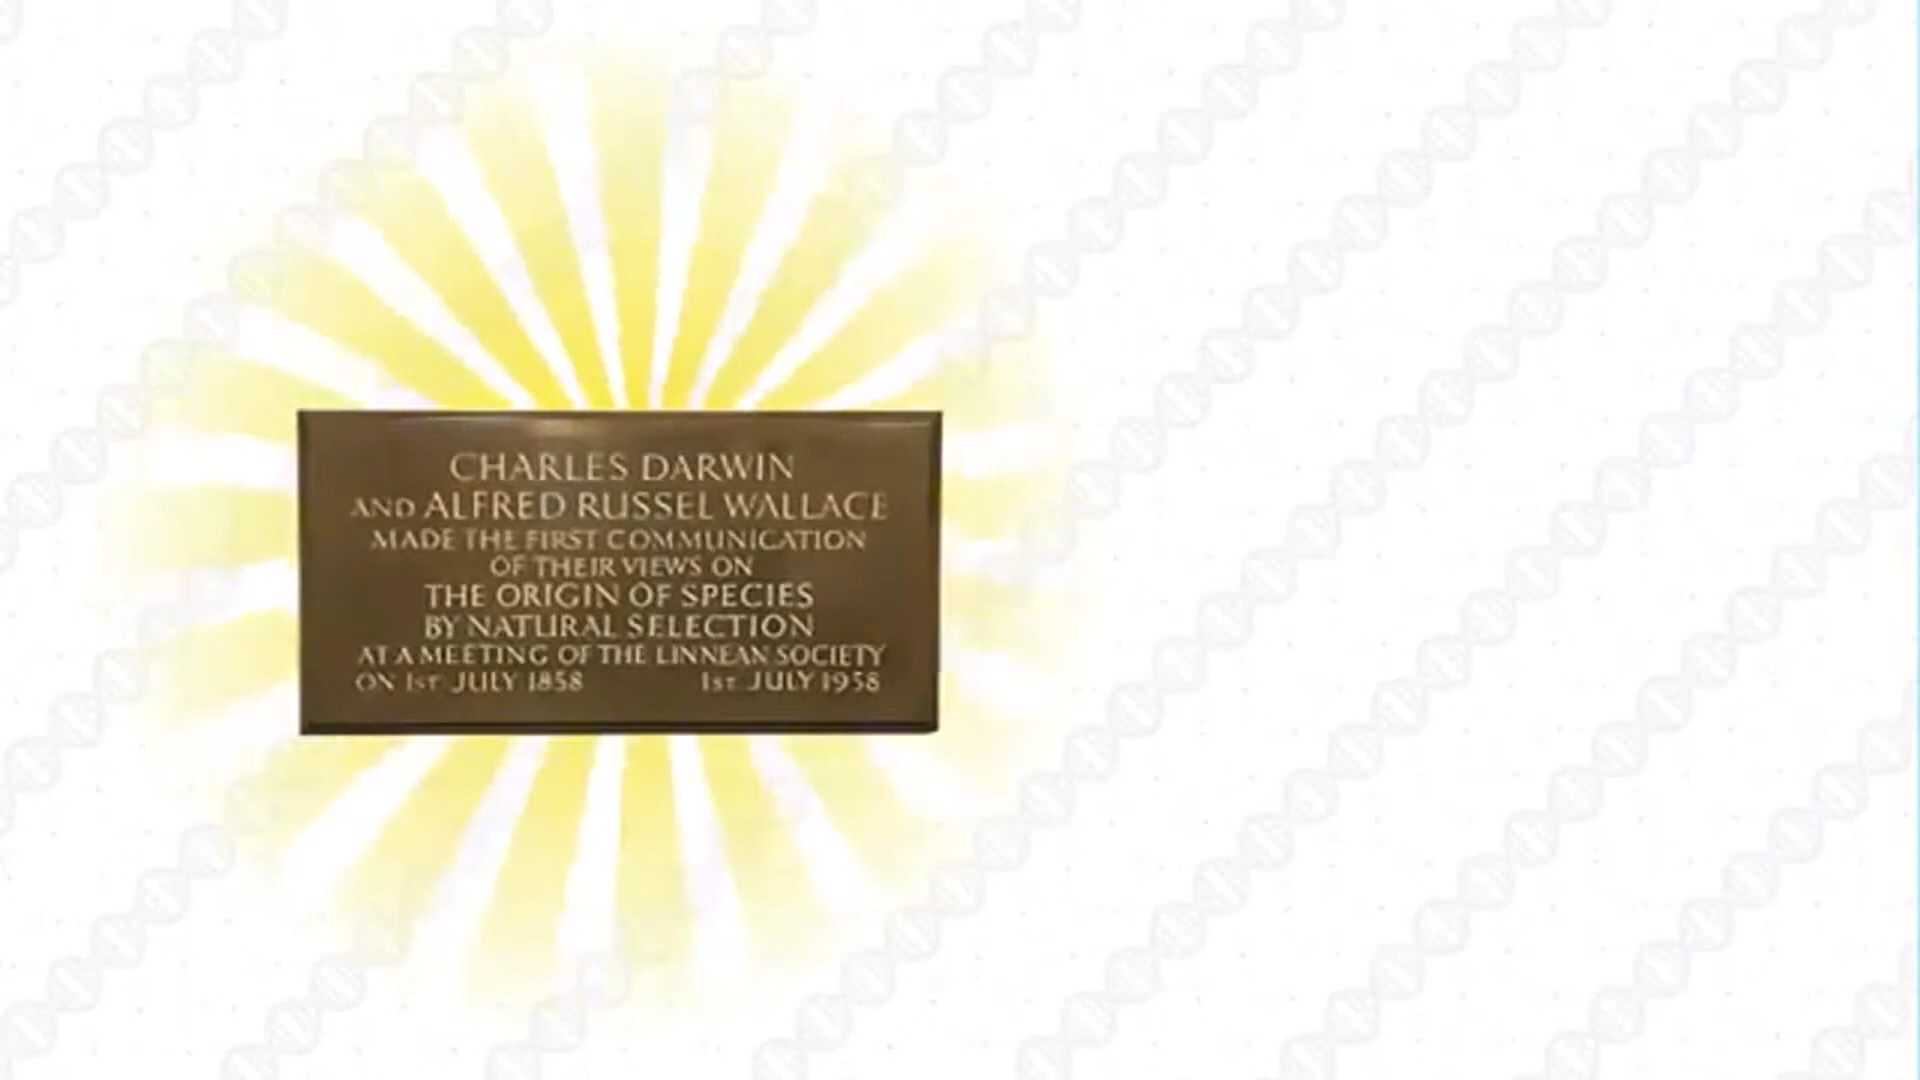 CHARLES DARWIN
AND ALFRED RUSSEL WALLACE
MADE THE FIRST COMMUNICATION
OF THEIR VIEWS ON
THE ORIGIN OF SPECIES
BY NATURAL SELECTION
AT A MEETING OF THE LINNEAN SOCIETY
ON 1ST JULY 1858 1ST JULY 1958